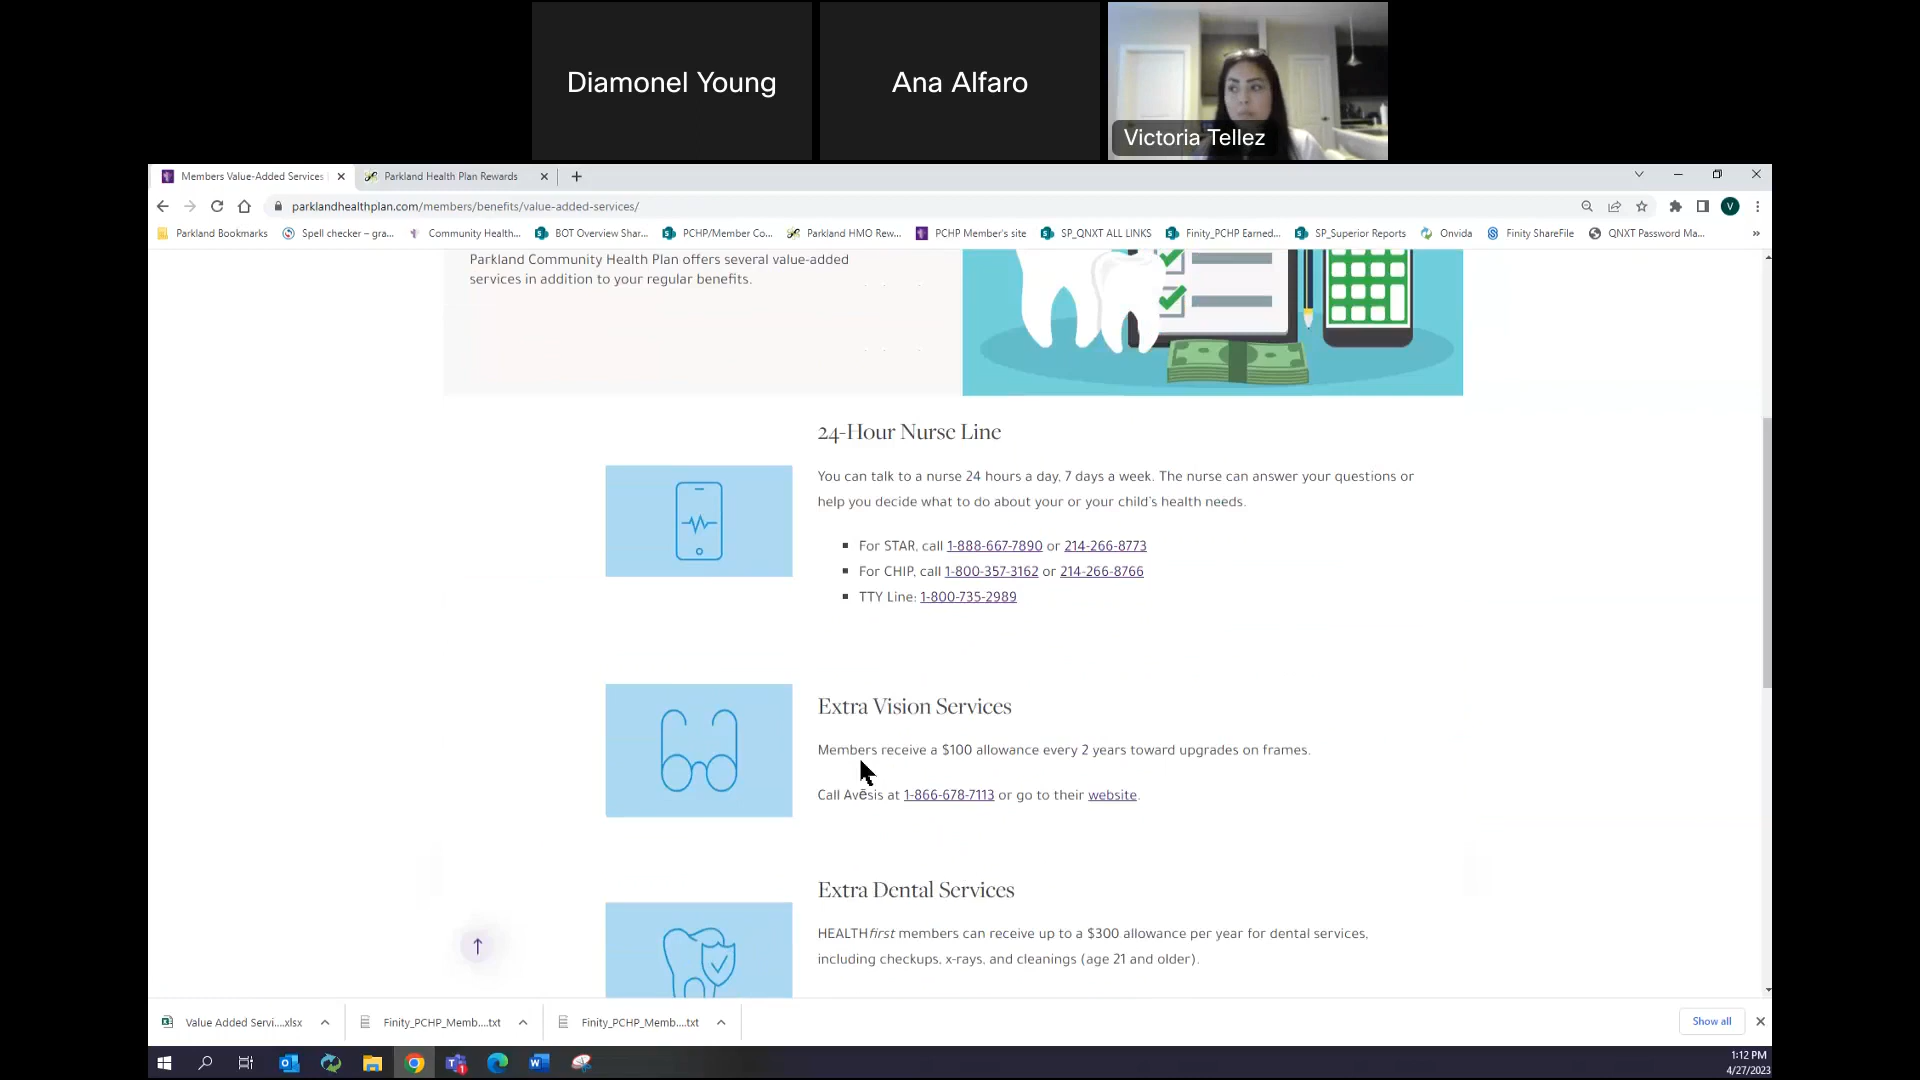 Diamonel Young
Ana Alfaro
Victoria Tellez
Members Value-Added Services
Parkland Health Plan Rewards
parklandhealthplan.com/members/benefits/value-added-services/
V
Parkland Bookmarks
Spell checker – gra...
Community Health...
BOT Overview Shar...
PCHP/Member Co...
Parkland HMO Rew...
PCHP Member's site
SP_QNXT ALL LINKS
Finity_PCHP Earned...
SP_Superior Reports
Onvida
Finity ShareFile
QNXT Password Ma...
»
Parkland Community Health Plan offers several value-added
services in addition to your regular benefits.
24-Hour Nurse Line
You can talk to a nurse 24 hours a day, 7 days a week. The nurse can answer your questions or
help you decide what to do about your or your child's health needs.
For STAR, call 1-888-667-7890 or 214-266-8773
For CHIP, call 1-800-357-3162 or 214-266-8766
TTY Line: 1-800-735-2989
Extra Vision Services
Members receive a $100 allowance every 2 years toward upgrades on frames.
Call Avēsis at 1-866-678-7113 or go to their website.
Extra Dental Services
HEALTHfirst members can receive up to a $300 allowance per year for dental services,
including checkups, x-rays, and cleanings (age 21 and older).
Value Added Servi....xlsx
Finity_PCHP_Memb....txt
Finity_PCHP_Memb....txt
Show all
1:12 PM
4/27/2023